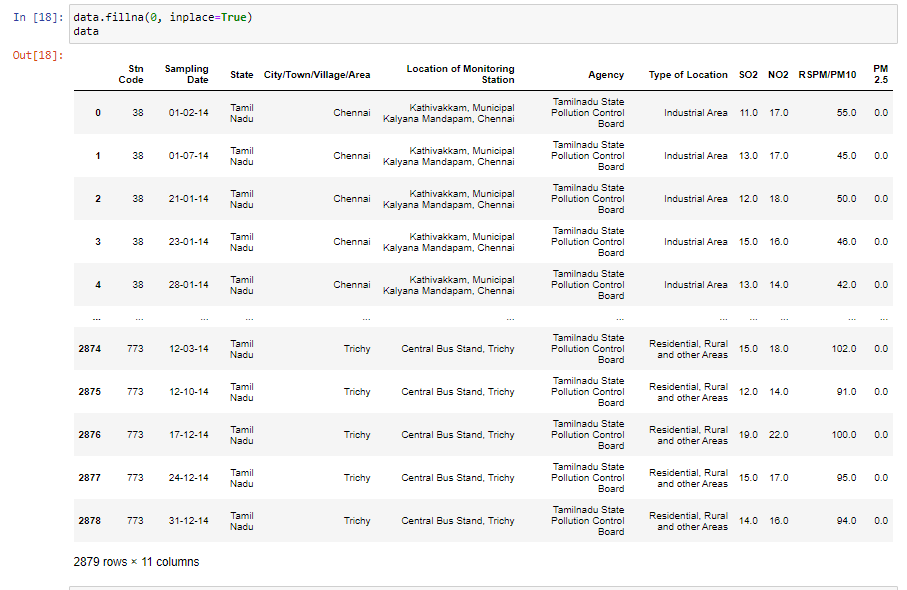 In [18]: data.fillna(0, inplace=True)
data
Out[18]:
Stn Code Sampling Date State City/Town/Village/Area Location of Monitoring Station Agency Type of Location SO2 NO2 RSPM/PM10 PM 2.5
0 38 01-02-14 Tamil Nadu Chennai Kathivakkam, Municipal Kalyana Mandapam, Chennai Tamilnadu State Pollution Control Board Industrial Area 11.0 17.0 55.0 0.0
1 38 01-07-14 Tamil Nadu Chennai Kathivakkam, Municipal Kalyana Mandapam, Chennai Tamilnadu State Pollution Control Board Industrial Area 13.0 17.0 45.0 0.0
2 38 21-01-14 Tamil Nadu Chennai Kathivakkam, Municipal Kalyana Mandapam, Chennai Tamilnadu State Pollution Control Board Industrial Area 12.0 18.0 50.0 0.0
3 38 23-01-14 Tamil Nadu Chennai Kathivakkam, Municipal Kalyana Mandapam, Chennai Tamilnadu State Pollution Control Board Industrial Area 15.0 16.0 46.0 0.0
4 38 28-01-14 Tamil Nadu Chennai Kathivakkam, Municipal Kalyana Mandapam, Chennai Tamilnadu State Pollution Control Board Industrial Area 13.0 14.0 42.0 0.0
... ... ... ... ... ... ... ... ... ... ... ...
2874 773 12-03-14 Tamil Nadu Trichy Central Bus Stand, Trichy Tamilnadu State Pollution Control Board Residential, Rural and other Areas 15.0 18.0 102.0 0.0
2875 773 12-10-14 Tamil Nadu Trichy Central Bus Stand, Trichy Tamilnadu State Pollution Control Board Residential, Rural and other Areas 12.0 14.0 91.0 0.0
2876 773 17-12-14 Tamil Nadu Trichy Central Bus Stand, Trichy Tamilnadu State Pollution Control Board Residential, Rural and other Areas 19.0 22.0 100.0 0.0
2877 773 24-12-14 Tamil Nadu Trichy Central Bus Stand, Trichy Tamilnadu State Pollution Control Board Residential, Rural and other Areas 15.0 17.0 95.0 0.0
2878 773 31-12-14 Tamil Nadu Trichy Central Bus Stand, Trichy Tamilnadu State Pollution Control Board Residential, Rural and other Areas 14.0 16.0 94.0 0.0
2879 rows × 11 columns